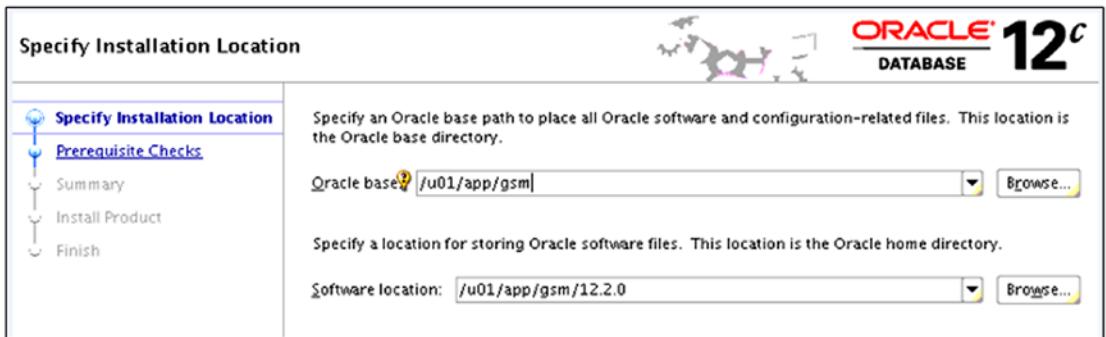 Specify Installation Location
ORACLE
DATABASE
12c
Specify Installation Location
Prerequisite Checks
Summary
Install Product
Finish
Specify an Oracle base path to place all Oracle software and configuration-related files. This location is
the Oracle base directory.
Oracle base: /u01/app/gsm
Browse...
Specify a location for storing Oracle software files. This location is the Oracle home directory.
Software location: /u01/app/gsm/12.2.0
Browse...